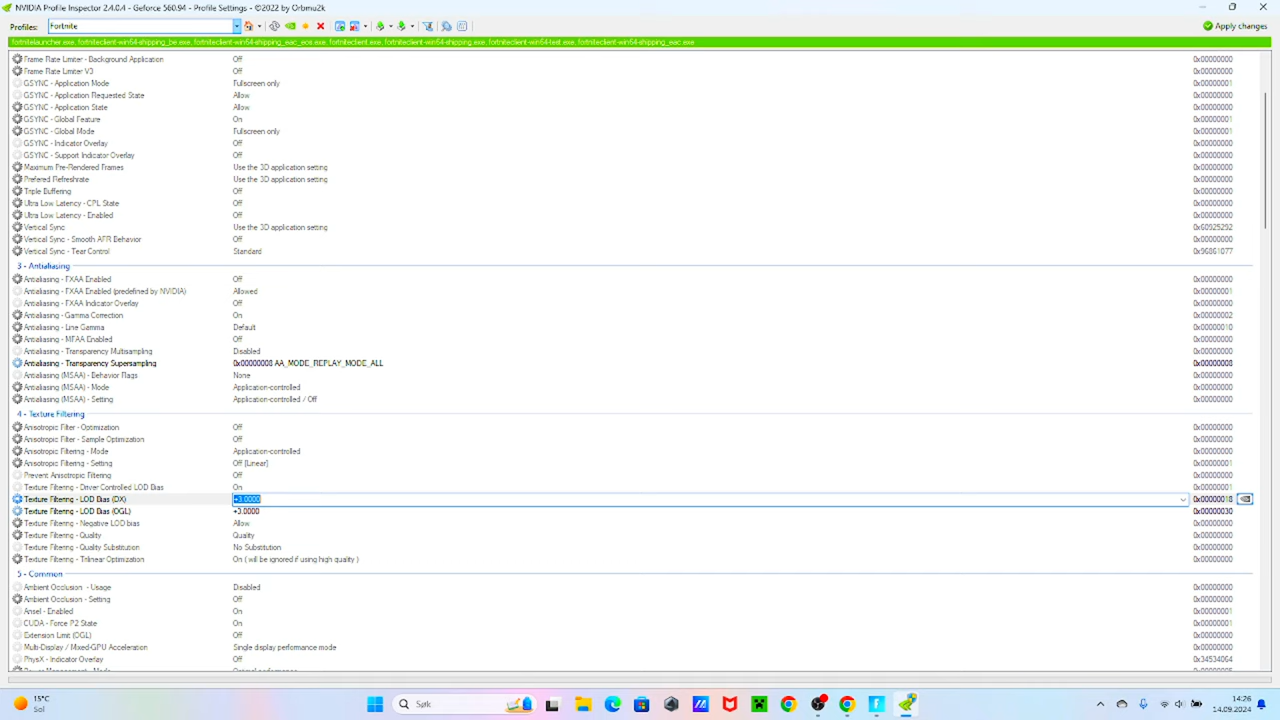 NVIDIA Profile Inspector 2.4.0.4 - Geforce 560.94 - Profile Settings - ©2022 by Orbmu2k
Profiles: Fortnite Apply changes
fortnitelauncher.exe, fortniteclient-win64-shipping_be.exe, fortniteclient-win64-shipping_eac_eos.exe, fortniteclient.exe, fortniteclient-win64-shipping.exe, fortniteclient-win64-test.exe, fortniteclient-win64-shipping_eac.exe
Frame Rate Limiter - Background Application Off 0x00000000
Frame Rate Limiter V3 Off 0x00000000
GSYNC - Application Mode Fullscreen only 0x00000001
GSYNC - Application Requested State Allow 0x00000000
GSYNC - Application State Allow 0x00000000
GSYNC - Global Feature On 0x00000001
GSYNC - Global Mode Fullscreen only 0x00000001
GSYNC - Indicator Overlay Off 0x00000000
GSYNC - Support Indicator Overlay Off 0x00000000
Maximum Pre-Rendered Frames Use the 3D application setting 0x00000000
Prefered Refreshrate Use the 3D application setting 0x00000000
Triple Buffering Off 0x00000000
Ultra Low Latency - CPL State Off 0x00000000
Ultra Low Latency - Enabled Off 0x00000000
Vertical Sync Use the 3D application setting 0x60925292
Vertical Sync - Smooth AFR Behavior Off 0x00000000
Vertical Sync - Tear Control Standard 0x96861077
3 - Antialiasing
Antialiasing - FXAA Enabled Off 0x00000000
Antialiasing - FXAA Enabled (predefined by NVIDIA) Allowed 0x00000001
Antialiasing - FXAA Indicator Overlay Off 0x00000000
Antialiasing - Gamma Correction On 0x00000002
Antialiasing - Line Gamma Default 0x00000010
Antialiasing - MFAA Enabled Off 0x00000000
Antialiasing - Transparency Multisampling Disabled 0x00000000
Antialiasing - Transparency Supersampling 0x00000008 AA_MODE_REPLAY_MODE_ALL 0x00000008
Antialiasing (MSAA) - Behavior Flags None 0x00000000
Antialiasing (MSAA) - Mode Application-controlled 0x00000000
Antialiasing (MSAA) - Setting Application-controlled / Off 0x00000000
4 - Texture Filtering
Anisotropic Filter - Optimization Off 0x00000000
Anisotropic Filter - Sample Optimization Off 0x00000000
Anisotropic Filtering - Mode Application-controlled 0x00000000
Anisotropic Filtering - Setting Off [Linear] 0x00000001
Prevent Anisotropic Filtering Off 0x00000000
Texture Filtering - Driver Controlled LOD Bias On 0x00000001
Texture Filtering - LOD Bias (DX) +3.0000 0x00000018
Texture Filtering - LOD Bias (OGL) +3.0000 0x00000030
Texture Filtering - Negative LOD bias Allow 0x00000000
Texture Filtering - Quality Quality 0x00000000
Texture Filtering - Quality Substitution No Substitution 0x00000000
Texture Filtering - Trilinear Optimization On ( will be ignored if using high quality ) 0x00000000
5 - Common
Ambient Occlusion - Usage Disabled 0x00000000
Ambient Occlusion - Setting Off 0x00000000
Ansel - Enabled On 0x00000001
CUDA - Force P2 State On 0x00000001
Extension Limit (OGL) Off 0x00000000
Multi-Display / Mixed-GPU Acceleration Single display performance mode 0x00000000
PhysX - Indicator Overlay Off 0x34534064
Power Management - Mode Optimal performance
15°C
Sol
Søk
14:26
14.09.2024